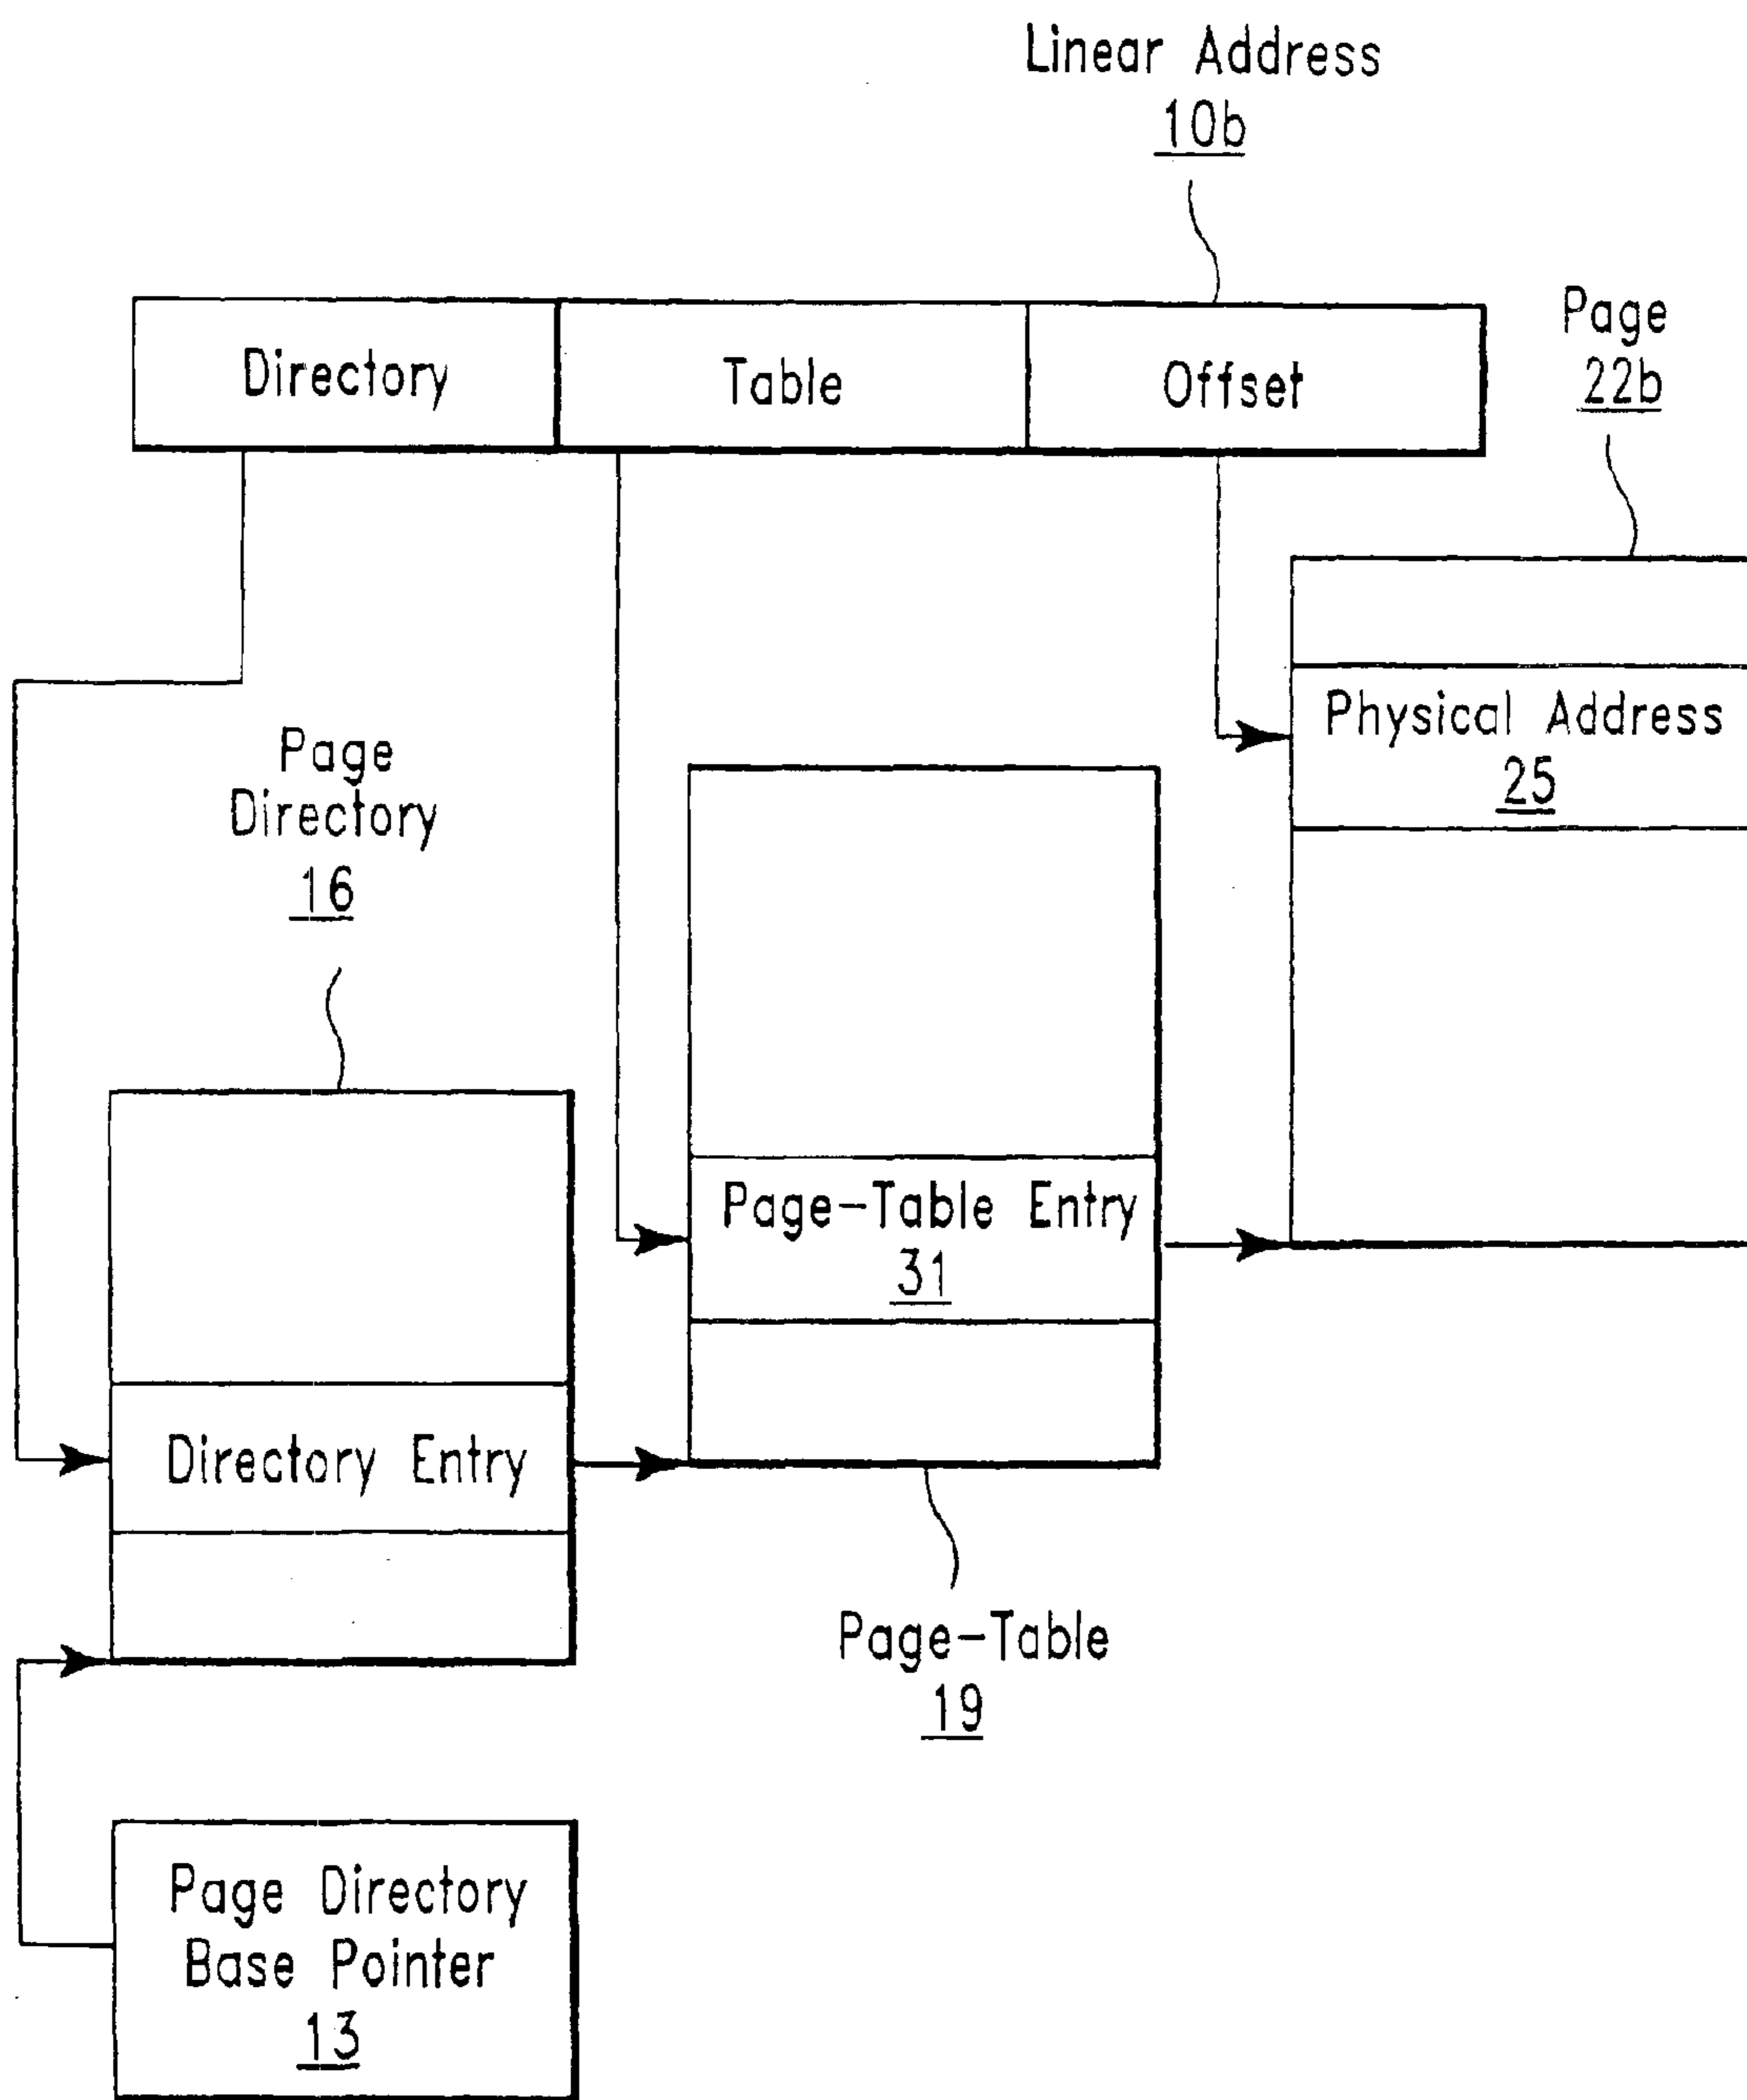 Linear Address
10b
Directory
Table
Offset
Page
22b
Physical Address
25
Page
Directory
16
Page-Table Entry
31
Directory Entry
Page-Table
19
Page Directory
Base Pointer
13